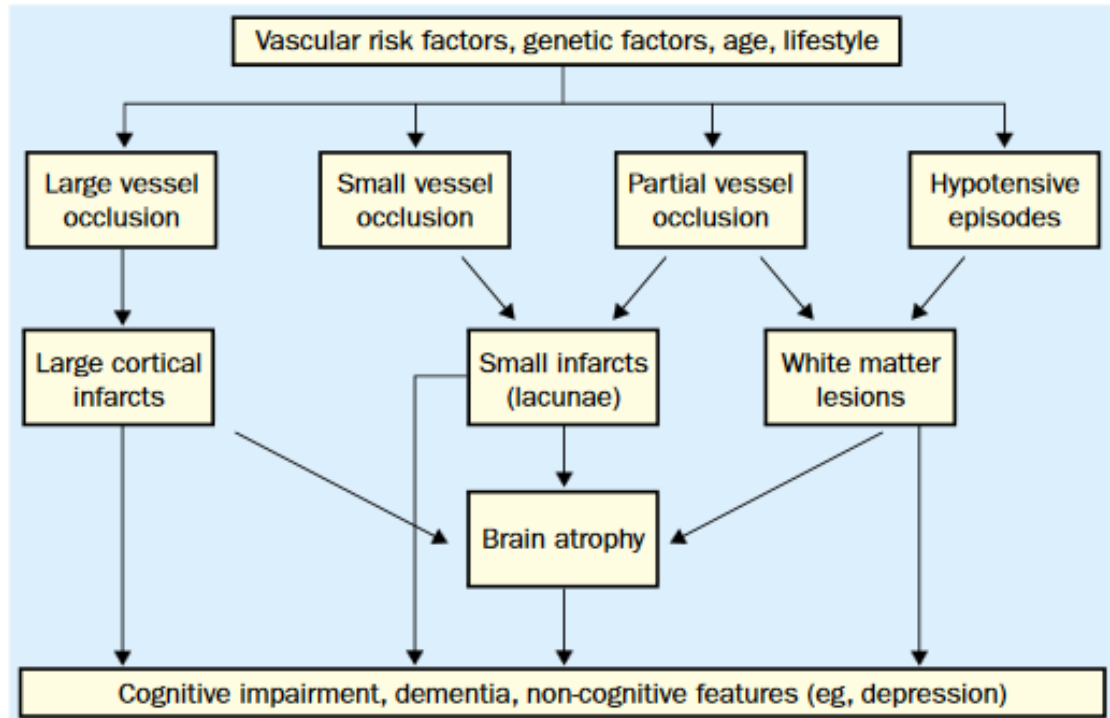 Vascular risk factors, genetic factors, age, lifestyle
Large vessel
occlusion
Small vessel
occlusion
Partial vessel
occlusion
Hypotensive
episodes
Large cortical
infarcts
Small infarcts
(lacunae)
White matter
lesions
Brain atrophy
Cognitive impairment, dementia, non-cognitive features (eg, depression)